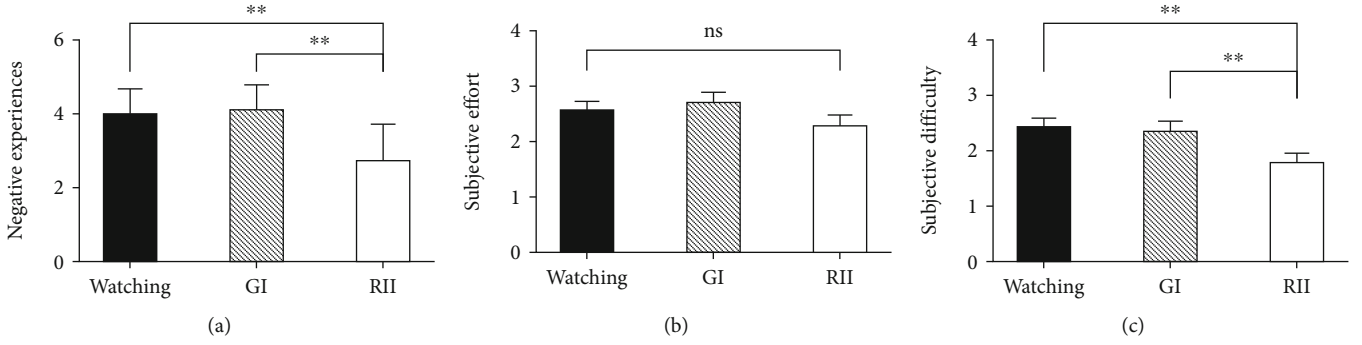 **
**
6
4
2
0
Negative experiences
Watching
GI
RII
(a)
ns
4
3
2
1
0
Subjective effort
Watching
GI
RII
(b)
**
**
4
3
2
1
0
Subjective difficulty
Watching
GI
RII
(c)